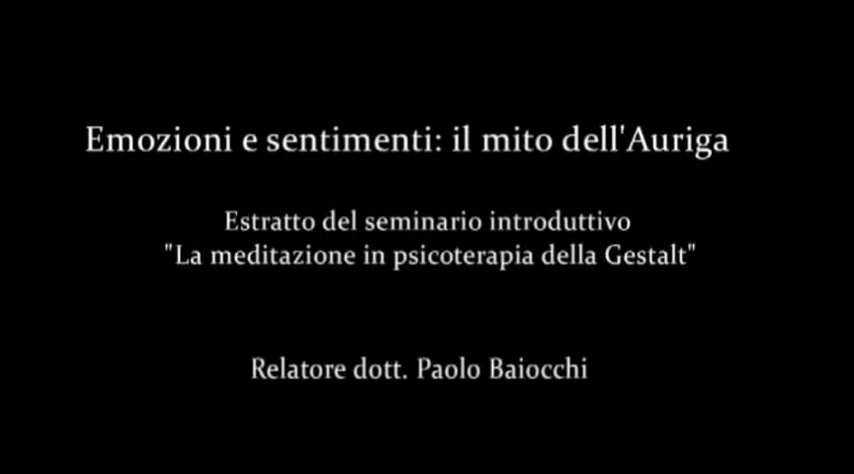 Emozioni e sentimenti: il mito dell'Auriga
Estratto del seminario introduttivo
"La meditazione in psicoterapia della Gestalt"
Relatore dott. Paolo Baiocchi